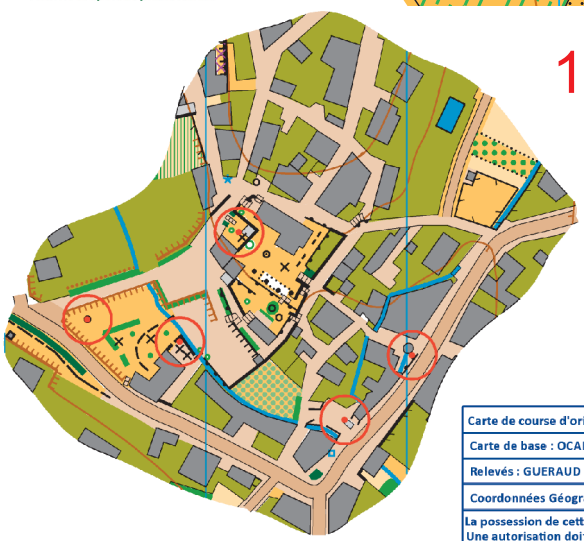 1
Carte de course d'ori
Carte de base : OCA
Relevés : GUERAUD
Coordonnées Géogra
La possession de cett
Une autorisation doi